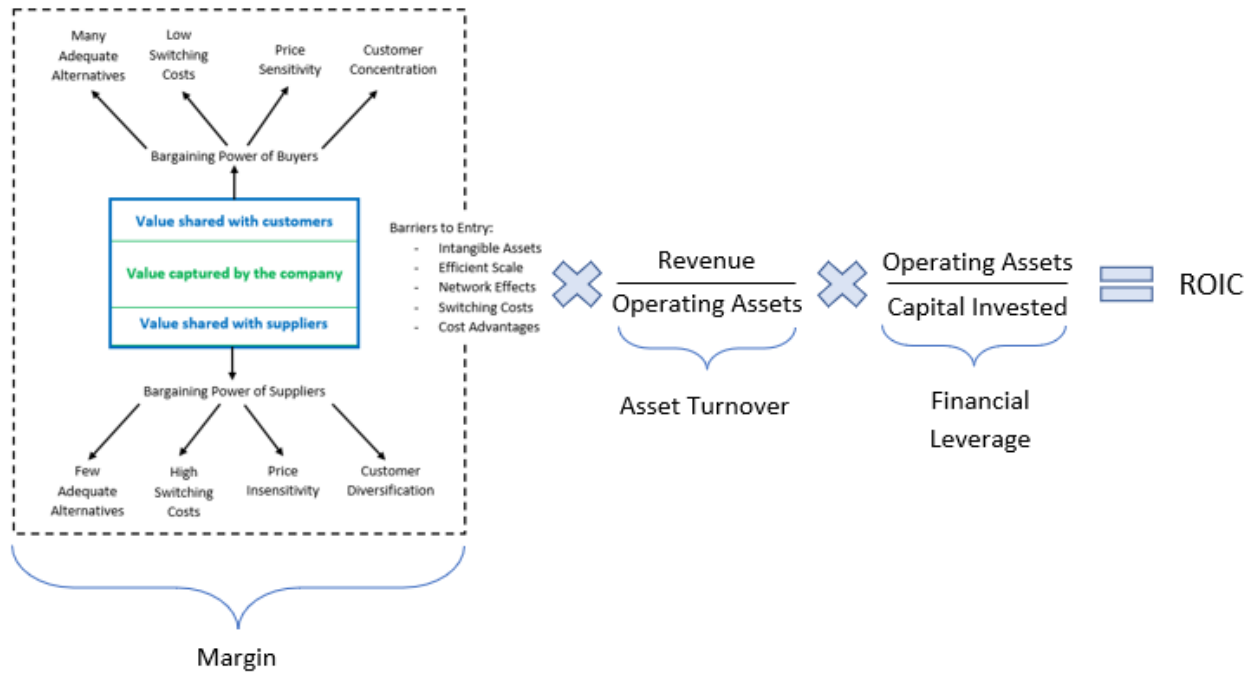 Many
Adequate
Alternatives
Low
Switching
Costs
Price
Sensitivity
Customer
Concentration
Bargaining Power of Buyers
Value shared with customers
Value captured by the company
Value shared with suppliers
Bargaining Power of Suppliers
Few
Adequate
Alternatives
High
Switching
Costs
Price
Insensitivity
Customer
Diversification
Barriers to Entry:
- Intangible Assets
- Efficient Scale
- Network Effects
- Switching Costs
- Cost Advantages
Margin
Revenue
Operating Assets
Asset Turnover
Operating Assets
Capital Invested
Financial
Leverage
ROIC